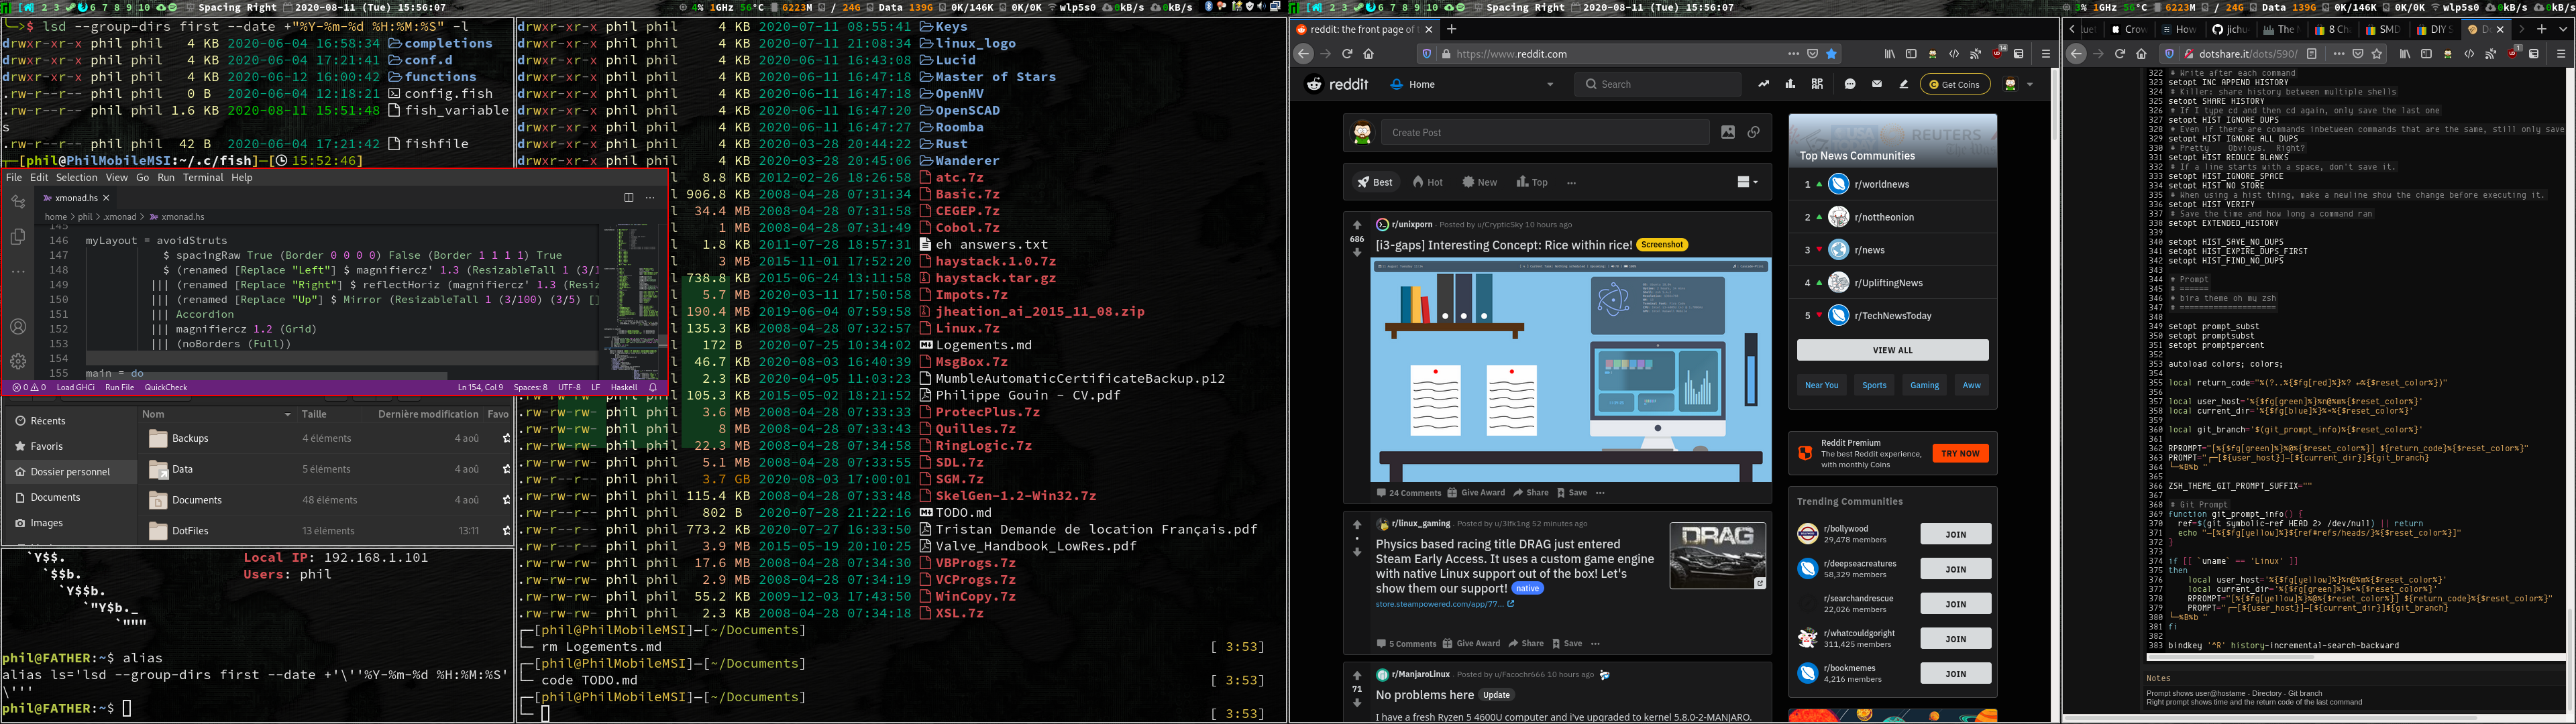 2 3 4 5 6 7 8 9 10 Spacing Right 2020-08-11 (Tue) 15:56:07
4% 1GHz 56°C 6223M / 24G Data 139G 0K/146K 0K/0K wlp5s0 0kB/s 0kB/s
2 3 4 5 6 7 8 9 10 Spacing Right 2020-08-11 (Tue) 15:56:07
3% 1GHz 56°C 6223M / 24G Data 139G 0K/146K 0K/0K wlp5s0 0kB/s 0kB/s
$ lsd --group-dirs first --date +"%Y-%m-%d %H:%M:%S" -l
drwxr-xr-x phil phil 4 KB 2020-06-04 16:58:34 completions
drwxr-xr-x phil phil 4 KB 2020-06-04 17:21:41 conf.d
drwxr-xr-x phil phil 4 KB 2020-06-12 16:00:42 functions
.rw-r--r-- phil phil 0 B 2020-06-04 12:18:21 config.fish
.rw-r--r-- phil phil 1.6 KB 2020-08-11 15:51:48 fish_variable
s
.rw-r--r-- phil phil 42 B 2020-06-04 17:21:42 fishfile
[phil@PhilMobileMSI:~/.c/fish]-[15:52:46]
File Edit Selection View Go Run Terminal Help
xmonad.hs
home > phil > .xmonad > xmonad.hs
145
146 myLayout = avoidStruts
147 $ spacingRaw True (Border 0 0 0 0) False (Border 1 1 1 1) True
148 $ (renamed [Replace "Left"] $ magnifiercz' 1.3 (ResizableTall 1 (3/1
149 ||| (renamed [Replace "Right"] $ reflectHoriz (magnifiercz' 1.3 (Resiz
150 ||| (renamed [Replace "Up"] $ Mirror (ResizableTall 1 (3/100) (3/5) []
151 ||| Accordion
152 ||| magnifiercz 1.2 (Grid)
153 ||| (noBorders (Full))
154
155 main = do
0 0 Load GHCi Run File QuickCheck Ln 154, Col 9 Spaces: 8 UTF-8 LF Haskell
Récents
Favoris
Dossier personnel
Documents
Images
Nom Taille Dernière modification Favo
Backups 4 éléments 4 aoû
Data 5 éléments 4 aoû
Documents 48 éléments 4 aoû
DotFiles 13 éléments 13:11
`Y$$.
`$$b.
`Y$$b.
`"Y$b._
`"""
Local IP: 192.168.1.101
Users: phil
phil@FATHER:~$ alias
alias ls='lsd --group-dirs first --date +'\''%Y-%m-%d %H:%M:%S'
\'''
phil@FATHER:~$
drwxr-xr-x phil phil 4 KB 2020-07-11 08:55:41 Keys
drwxr-xr-x phil phil 4 KB 2020-07-11 21:08:34 linux_logo
drwxr-xr-x phil phil 4 KB 2020-06-11 16:43:08 Lucid
drwxr-xr-x phil phil 4 KB 2020-06-11 16:47:18 Master of Stars
drwxr-xr-x phil phil 4 KB 2020-06-11 16:47:18 OpenMV
drwxr-xr-x phil phil 4 KB 2020-06-11 16:47:20 OpenSCAD
drwxr-xr-x phil phil 4 KB 2020-06-11 16:47:27 Roomba
drwxr-xr-x phil phil 4 KB 2020-03-28 20:44:22 Rust
drwxr-xr-x phil phil 4 KB 2020-03-28 20:45:06 Wanderer
8.8 KB 2012-02-26 18:26:58 atc.7z
906.8 KB 2008-04-28 07:31:34 Basic.7z
34.4 MB 2008-04-28 07:31:58 CEGEP.7z
1 MB 2008-04-28 07:31:58 Cobol.7z
1.8 KB 2011-07-28 18:57:31 eh answers.txt
3 MB 2015-11-01 17:52:20 haystack.1.0.7z
738.8 KB 2015-06-24 13:11:58 haystack.tar.gz
5.7 MB 2020-03-11 17:50:58 Impots.7z
190.4 MB 2019-06-04 07:59:58 jheation_ai_2015_11_08.zip
135.3 KB 2008-04-28 07:32:57 Linux.7z
172 B 2020-07-25 10:34:02 Logements.md
46.7 KB 2020-08-03 16:40:39 MsgBox.7z
2.3 KB 2020-04-05 11:03:23 MumbleAutomaticCertificateBackup.p12
.rw-rw-rw- phil phil 105.3 KB 2015-05-02 18:21:52 Philippe Gouin - CV.pdf
.rw-rw-rw- phil phil 3.6 MB 2008-04-28 07:33:33 ProtecPlus.7z
.rw-rw-rw- phil phil 8 MB 2008-04-28 07:33:43 Quilles.7z
.rw-rw-rw- phil phil 22.3 MB 2008-04-28 07:34:58 RingLogic.7z
.rw-rw-rw- phil phil 5.1 MB 2008-04-28 07:33:55 SDL.7z
.rw-r--r-- phil phil 3.7 GB 2020-08-03 17:00:01 SGM.7z
.rw-rw-rw- phil phil 115.4 KB 2008-04-28 07:33:48 SkelGen-1.2-Win32.7z
.rw-r--r-- phil phil 802 B 2020-07-28 21:22:16 TODO.md
.rw-r--r-- phil phil 773.2 KB 2020-07-27 16:33:50 Tristan Demande de location Français.pdf
.rw-rw-rw- phil phil 3.9 MB 2015-05-19 20:10:25 Valve_Handbook_LowRes.pdf
.rw-rw-rw- phil phil 17.6 MB 2008-04-28 07:34:30 VBProgs.7z
.rw-rw-rw- phil phil 2.9 MB 2008-04-28 07:34:19 VCProgs.7z
.rw-rw-rw- phil phil 55.2 KB 2009-12-03 17:43:50 WinCopy.7z
.rw-rw-rw- phil phil 2.3 KB 2008-04-28 07:34:18 XSL.7z
[phil@PhilMobileMSI]-[~/Documents]
rm Logements.md [ 3:53]
[phil@PhilMobileMSI]-[~/Documents]
code TODO.md [ 3:53]
[phil@PhilMobileMSI]-[~/Documents]
[ 3:53]
reddit: the front page of t
https://www.reddit.com
reddit Home Search Get Coins
Create Post
Best Hot New Top
686
r/unixporn · Posted by u/CrypticSky 10 hours ago
[i3-gaps] Interesting Concept: Rice within rice! Screenshot
24 Comments Give Award Share Save
r/linux_gaming · Posted by u/3lfk1ng 52 minutes ago
Physics based racing title DRAG just entered
Steam Early Access. It uses a custom game engine
with native Linux support out of the box! Let's
show them our support! native
store.steampowered.com/app/77...
DRAG
5 Comments Give Award Share Save
71
r/ManjaroLinux · Posted by u/Facochr666 10 hours ago
No problems here Update
I have a fresh Ryzen 5 4600U computer and i've upgraded to kernel 5.8.0-2-MANJARO.
REUTERS
Top News Communities
1 r/worldnews
2 r/nottheonion
3 r/news
4 r/UpliftingNews
5 r/TechNewsToday
VIEW ALL
Near You Sports Gaming Aww
Reddit Premium
The best Reddit experience,
with monthly Coins
TRY NOW
Trending Communities
r/bollywood
29,478 members
JOIN
r/deepseacreatures
58,329 members
JOIN
r/searchandrescue
22,026 members
JOIN
r/whatcouldgoright
311,425 members
JOIN
r/bookmemes
4,216 members
JOIN
Crow How jichu The 8 Cha SMD DIY S
dotshare.it/dots/590/
322 # Write after each command
323 setopt INC_APPEND_HISTORY
324 # Killer: share history between multiple shells
325 setopt SHARE_HISTORY
326 # If I type cd and then cd again, only save the last one
327 setopt HIST_IGNORE_DUPS
328 # Even if there are commands inbetween commands that are the same, still only save
329 setopt HIST_IGNORE_ALL_DUPS
330 # Pretty Obvious. Right?
331 setopt HIST_REDUCE_BLANKS
332 # If a line starts with a space, don't save it.
333 setopt HIST_IGNORE_SPACE
334 setopt HIST_NO_STORE
335 # When using a hist thing, make a newline show the change before executing it.
336 setopt HIST_VERIFY
337 # Save the time and how long a command ran
338 setopt EXTENDED_HISTORY
339
340 setopt HIST_SAVE_NO_DUPS
341 setopt HIST_EXPIRE_DUPS_FIRST
342 setopt HIST_FIND_NO_DUPS
343
344 # Prompt
345 # ======
346 # bira theme oh mu zsh
347 # ====================
348
349 setopt prompt_subst
350 setopt promptsubst
351 setopt promptpercent
352
353 autoload colors; colors;
354
355 local return_code="%(?..%{$fg[red]%}%? ↵%{$reset_color%})"
356
357 local user_host='%{$fg[green]%}%n@%m%{$reset_color%}'
358 local current_dir='%{$fg[blue]%}%~%{$reset_color%}'
359
360 local git_branch='$(git_prompt_info)%{$reset_color%}'
361
362 RPROMPT="[%{$fg[green]%}%@%{$reset_color%}] ${return_code}%{$reset_color%}"
363 PROMPT="╭─[${user_host}]-[${current_dir}]${git_branch}
364 ╰─%B%b "
365
366 ZSH_THEME_GIT_PROMPT_SUFFIX=""
367
368 # Git Prompt
369 function git_prompt_info() {
370 ref=$(git symbolic-ref HEAD 2> /dev/null) || return
371 echo "-[%{$fg[yellow]%}${ref#refs/heads/}%{$reset_color%}]"
372 }
373
374 if [[ `uname` == 'Linux' ]]
375 then
376 local user_host='%{$fg[yellow]%}%n@%m%{$reset_color%}'
377 local current_dir='%{$fg[green]%}%~%{$reset_color%}'
378 RPROMPT="[%{$fg[yellow]%}%@%{$reset_color%}] ${return_code}%{$reset_color%}"
379 PROMPT="╭─[${user_host}]-[${current_dir}]${git_branch}
380 ╰─%B%b "
381 fi
382
383 bindkey '^R' history-incremental-search-backward
Notes
Prompt shows user@hostame - Directory - Git branch
Right prompt shows time and the return code of the last command